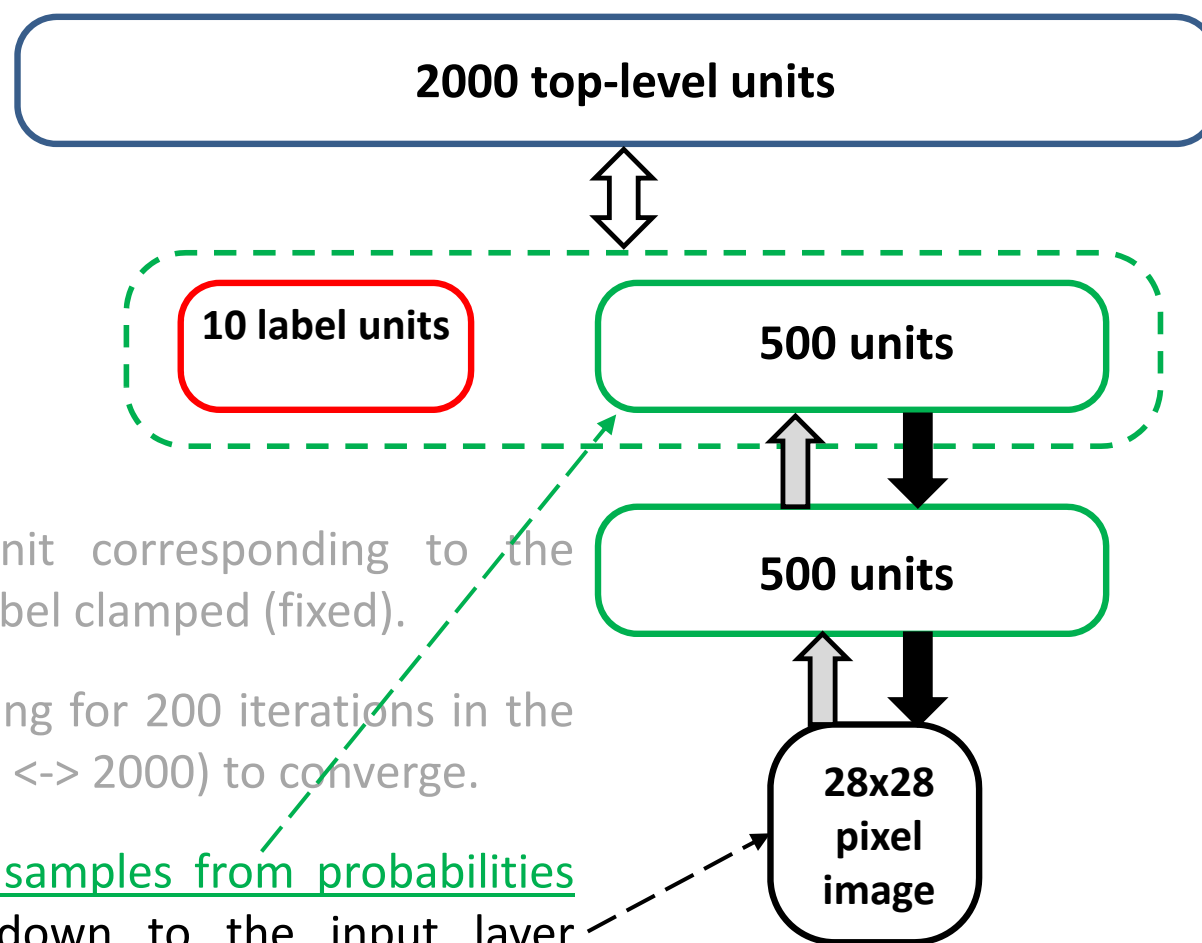 2000 top-level units
10 label units
500 units
nit corresponding to the
bel clamped (fixed).
500 units
ng for 200 iterations in the
<-> 2000) to converge.
28x28
pixel
image
samples from probabilities
down to the input layer